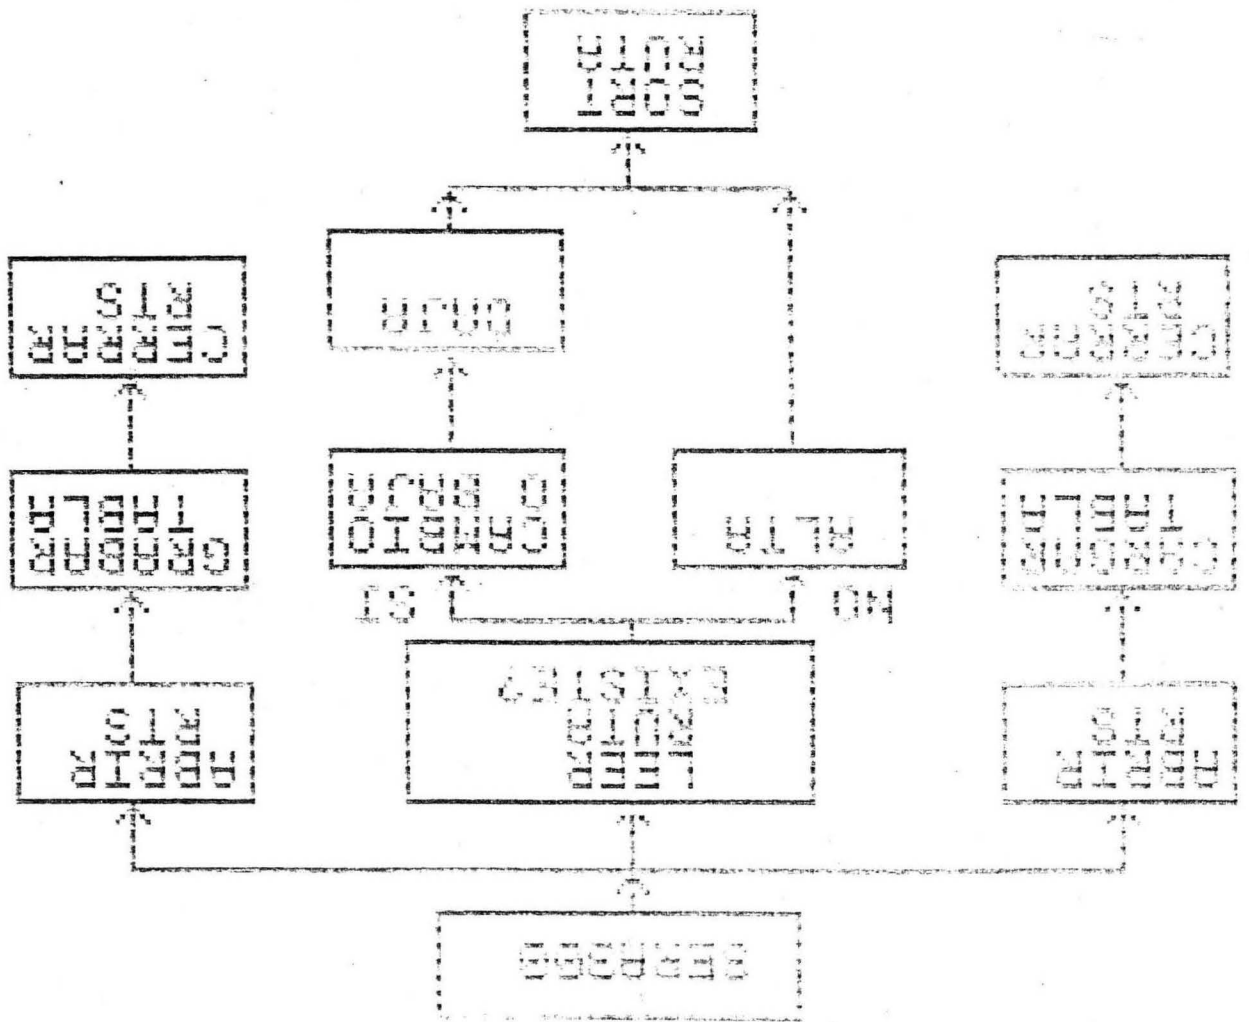 ABRIR
RTS
LEER
RUTA
EXISTE?
ABRIR
RTS
NO
SI
CARGAR
TABLA
ALTA
CAMBIO
O BAJA
GRABAR
TABLA
CERRAR
RTS
BAJA
CERRAR
RTS
SORT
RUTA